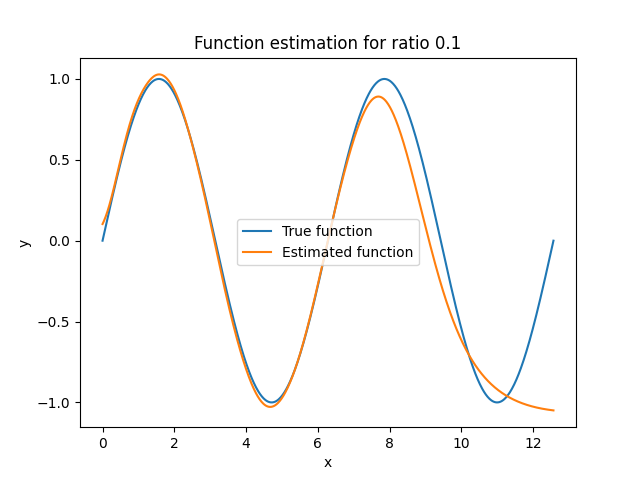 Function estimation for ratio 0.1
1.0
0.5
0.0
−0.5
−1.0
y
True function
Estimated function
0 2 4 6 8 10 12
x